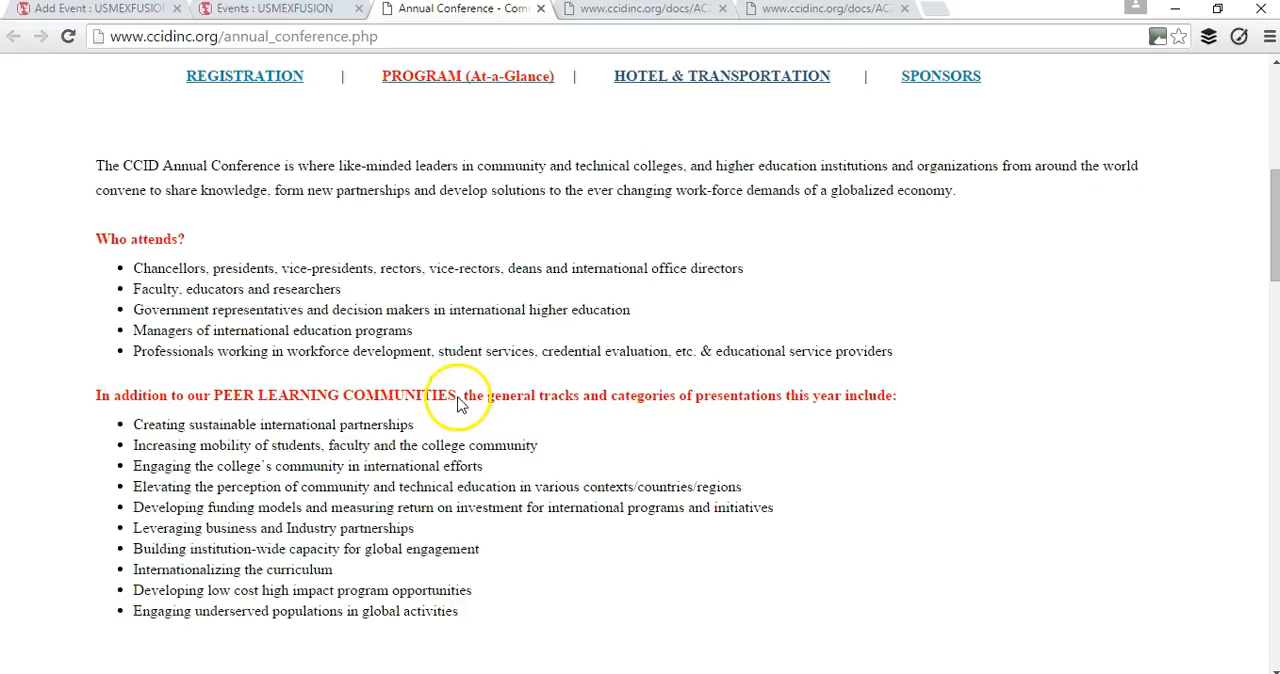 Add Event : USMEXFUSION
Events : USMEXFUSION
Annual Conference - Com
www.ccidinc.org/docs/AC
www.ccidinc.org/docs/AC
www.ccidinc.org/annual_conference.php
REGISTRATION | PROGRAM (At-a-Glance) | HOTEL & TRANSPORTATION | SPONSORS
The CCID Annual Conference is where like-minded leaders in community and technical colleges, and higher education institutions and organizations from around the world
convene to share knowledge, form new partnerships and develop solutions to the ever changing work-force demands of a globalized economy.
Who attends?
• Chancellors, presidents, vice-presidents, rectors, vice-rectors, deans and international office directors
• Faculty, educators and researchers
• Government representatives and decision makers in international higher education
• Managers of international education programs
• Professionals working in workforce development, student services, credential evaluation, etc. & educational service providers
In addition to our PEER LEARNING COMMUNITIES, the general tracks and categories of presentations this year include:
• Creating sustainable international partnerships
• Increasing mobility of students, faculty and the college community
• Engaging the college’s community in international efforts
• Elevating the perception of community and technical education in various contexts/countries/regions
• Developing funding models and measuring return on investment for international programs and initiatives
• Leveraging business and Industry partnerships
• Building institution-wide capacity for global engagement
• Internationalizing the curriculum
• Developing low cost high impact program opportunities
• Engaging underserved populations in global activities